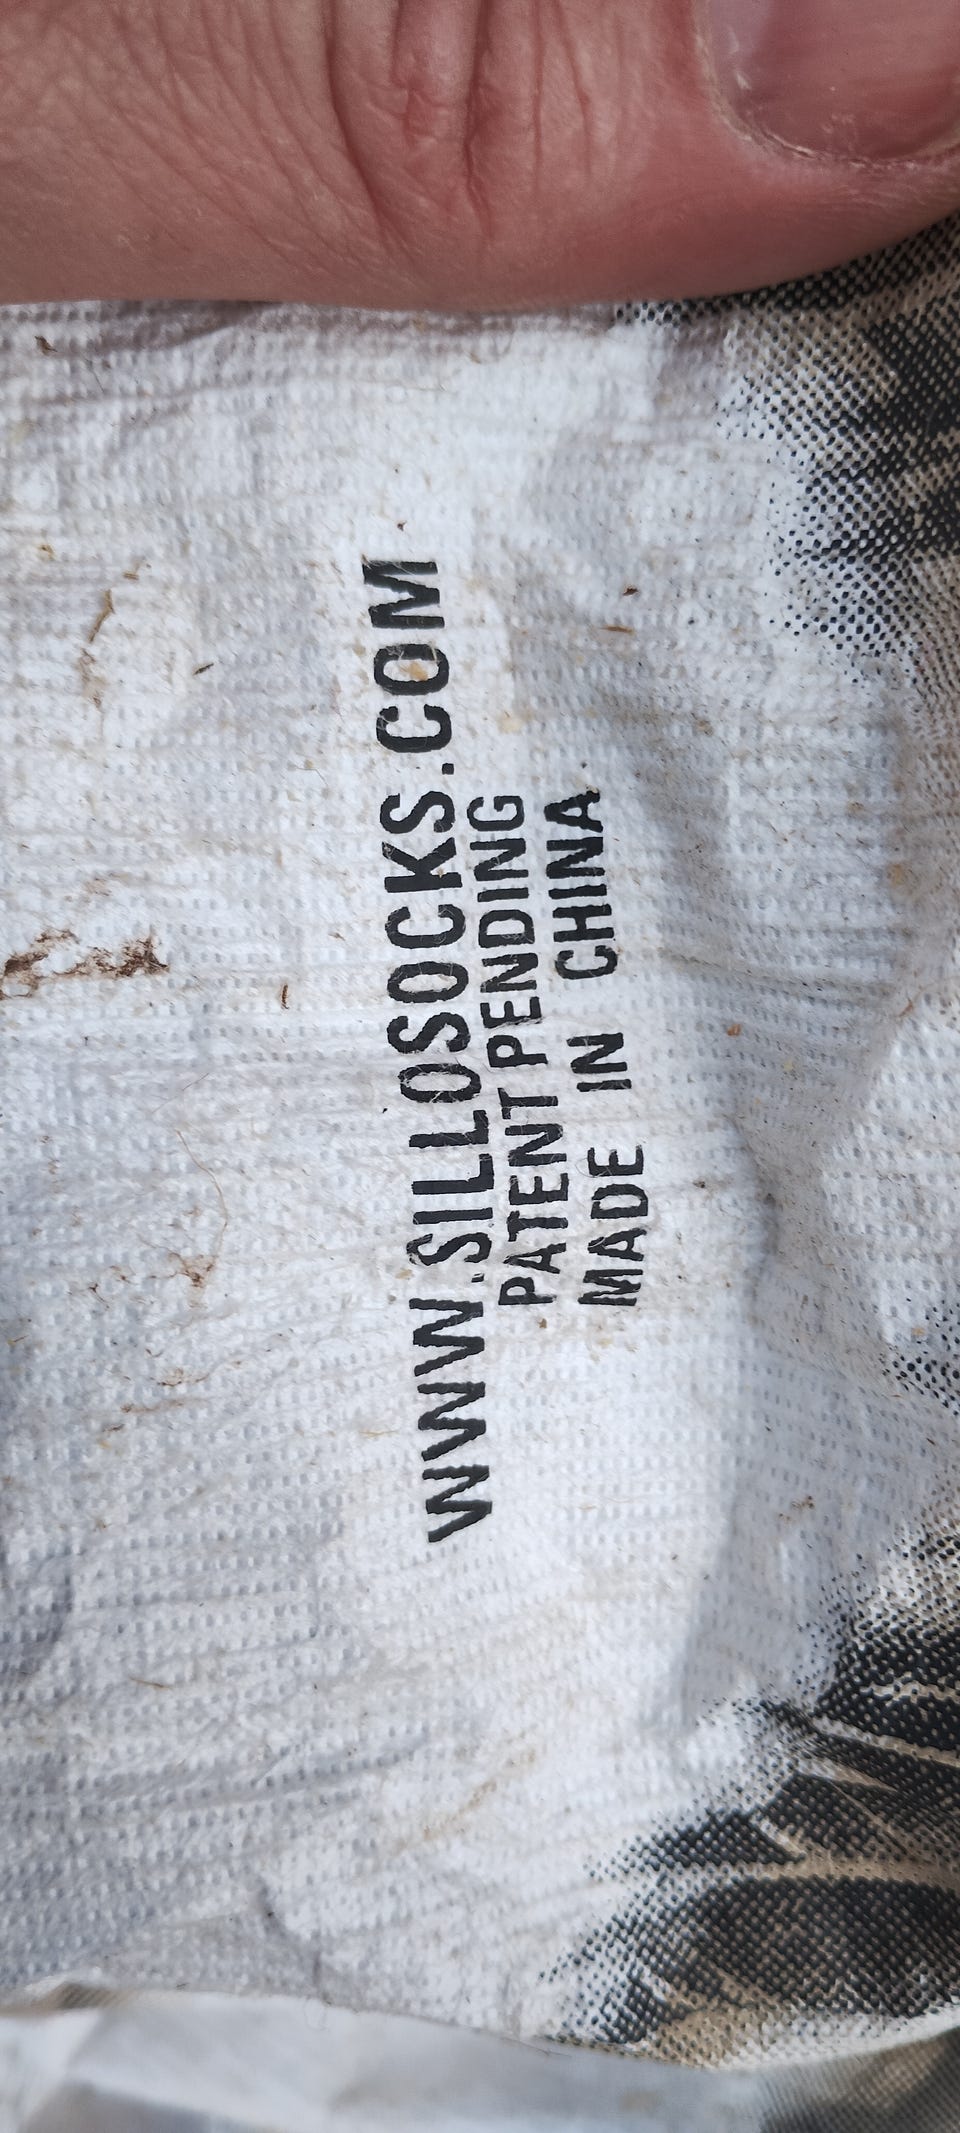 WWW.SILLOSOCKS.COM
PATENT PENDING
MADE IN CHINA